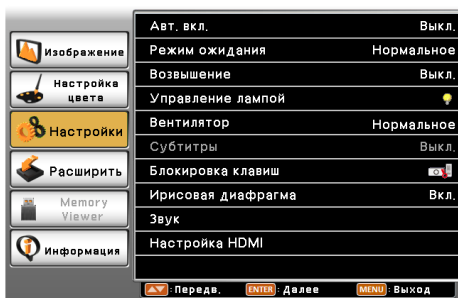 Изображение
Настройка
цвета
Настройки
Расширить
Memory
Viewer
Информация
Авт. вкл. Выкл.
Режим ожидания Нормальное
Возвышение Выкл.
Управление лампой
Вентилятор Нормальное
Субтитры Выкл.
Блокировка клавиш
Ирисовая диафрагма Вкл.
Звук
Настройка HDMI
:Передв. ENTER :Далее MENU :Выход